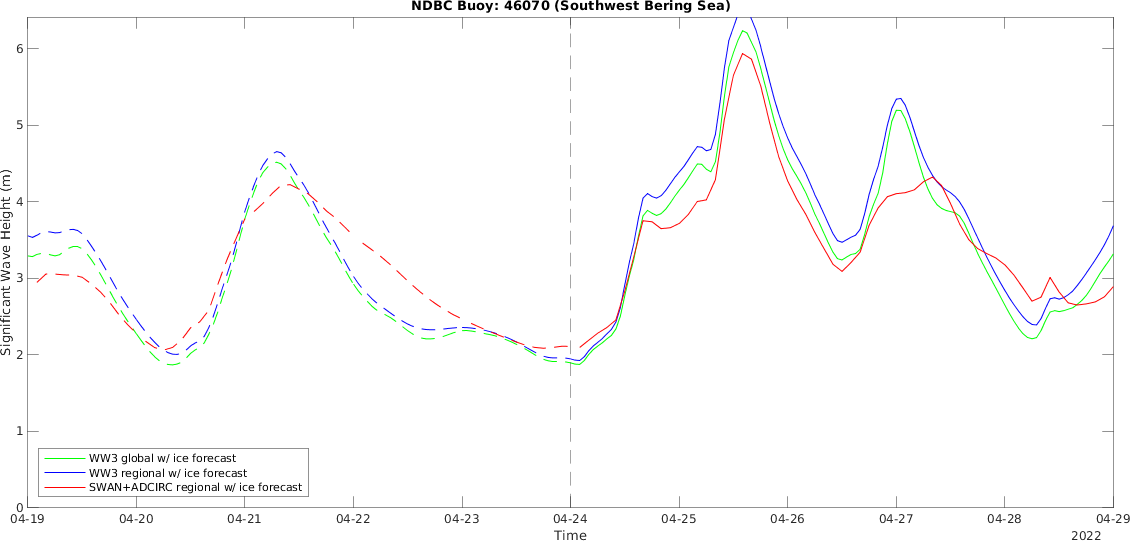 NDBC Buoy: 46070 (Southwest Bering Sea)
Significant Wave Height (m)
6
5
4
3
2
1
0
WW3 global w/ ice forecast
WW3 regional w/ ice forecast
SWAN+ADCIRC regional w/ ice forecast
04-19 04-20 04-21 04-22 04-23 04-24 04-25 04-26 04-27 04-28 04-29
Time
2022